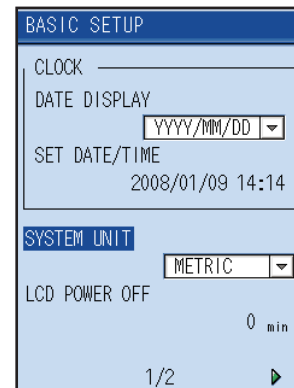 BASIC SETUP
CLOCK
DATE DISPLAY
YYYY/MM/DD
SET DATE/TIME
2008/01/09 14:14
SYSTEM UNIT
METRIC
LCD POWER OFF
0 min
1/2